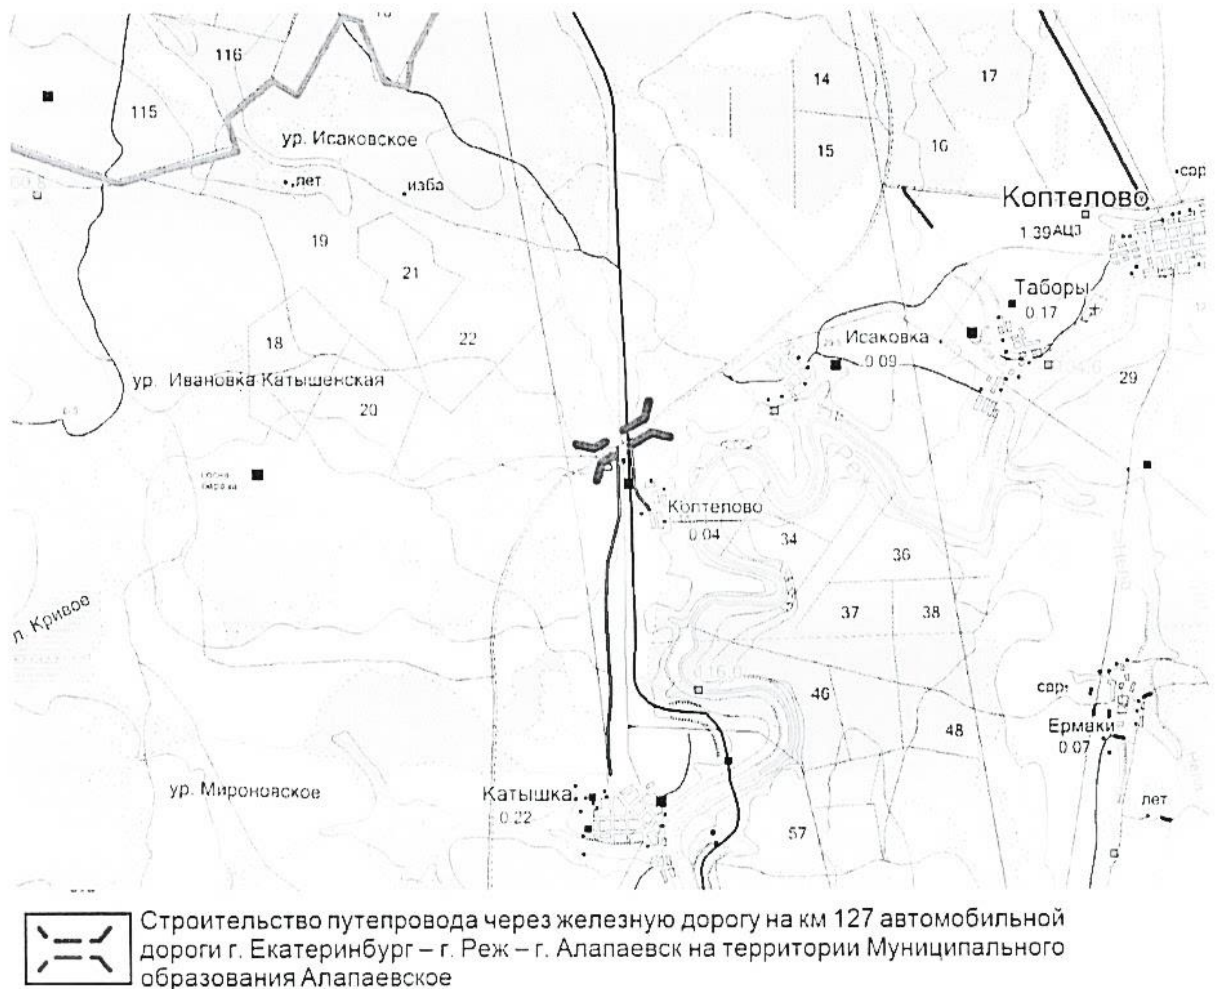 116
14
17
115
ур. Исаковское
15
16
лет
изба
свр
Коптелово
1.39АЦЗ
19
21
Таборы
0.17
18
22
Исаковка
0.09
29
ур. Ивановка Катышенская
20
Коптелово
0.04
34
36
л. Кривое
37
38
46
свр
48
Ермаки
0.07
ур. Мироновское
Катышка
0.22
лет
57
Строительство путепровода через железную дорогу на км 127 автомобильной
дороги г. Екатеринбург – г. Реж – г. Алапаевск на территории Муниципального
образования Алапаевское